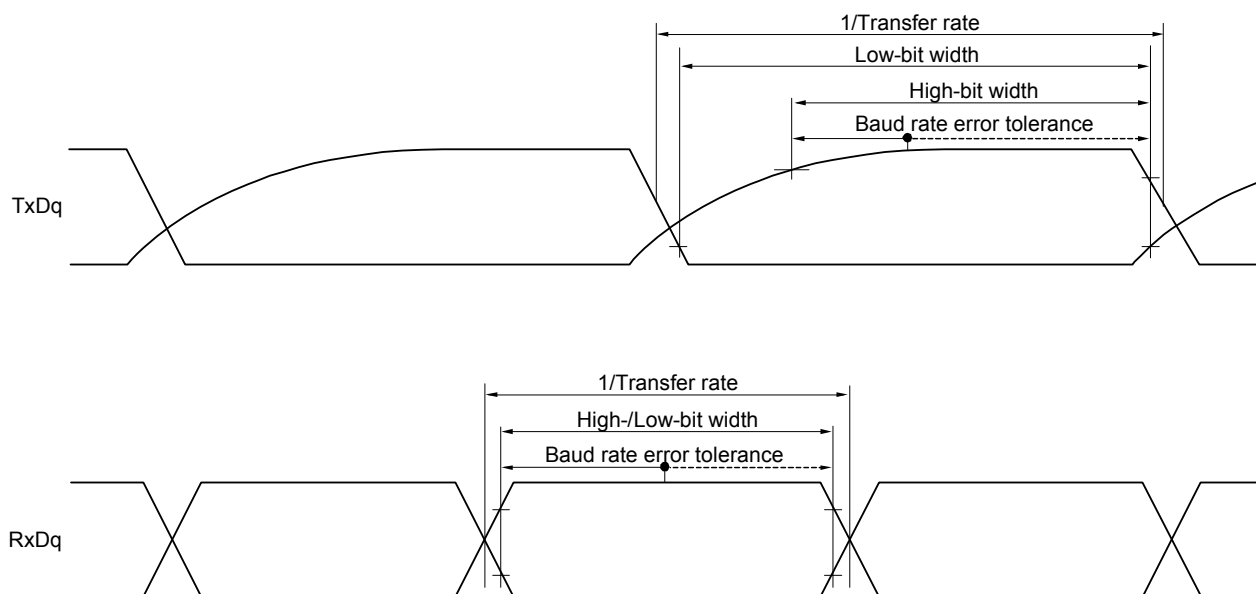 1/Transfer rate
Low-bit width
High-bit width
Baud rate error tolerance
TxDq
1/Transfer rate
High-/Low-bit width
Baud rate error tolerance
RxDq